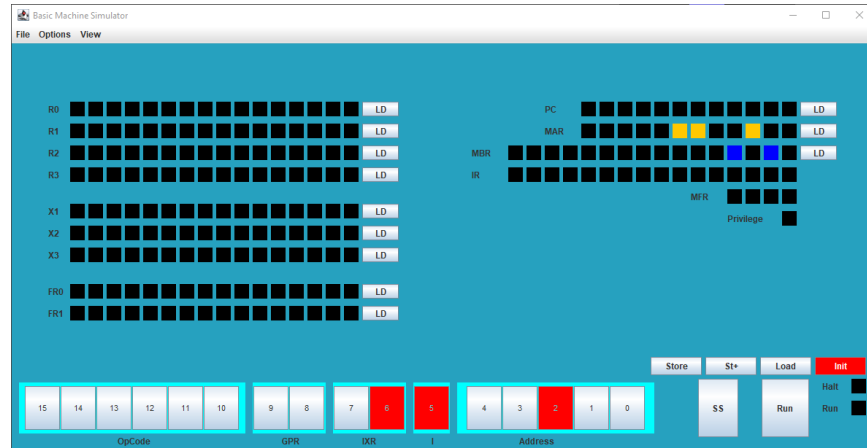 Basic Machine Simulator
File Options View
R0 LD PC LD
R1 LD MAR LD
R2 LD MBR LD
R3 LD IR
MFR
X1 LD Privilege
X2 LD
X3 LD
FR0 LD
FR1 LD
Store St+ Load Init
Halt
15 14 13 12 11 10 9 8 7 6 5 4 3 2 1 0 SS Run Run
OpCode GPR IXR I Address